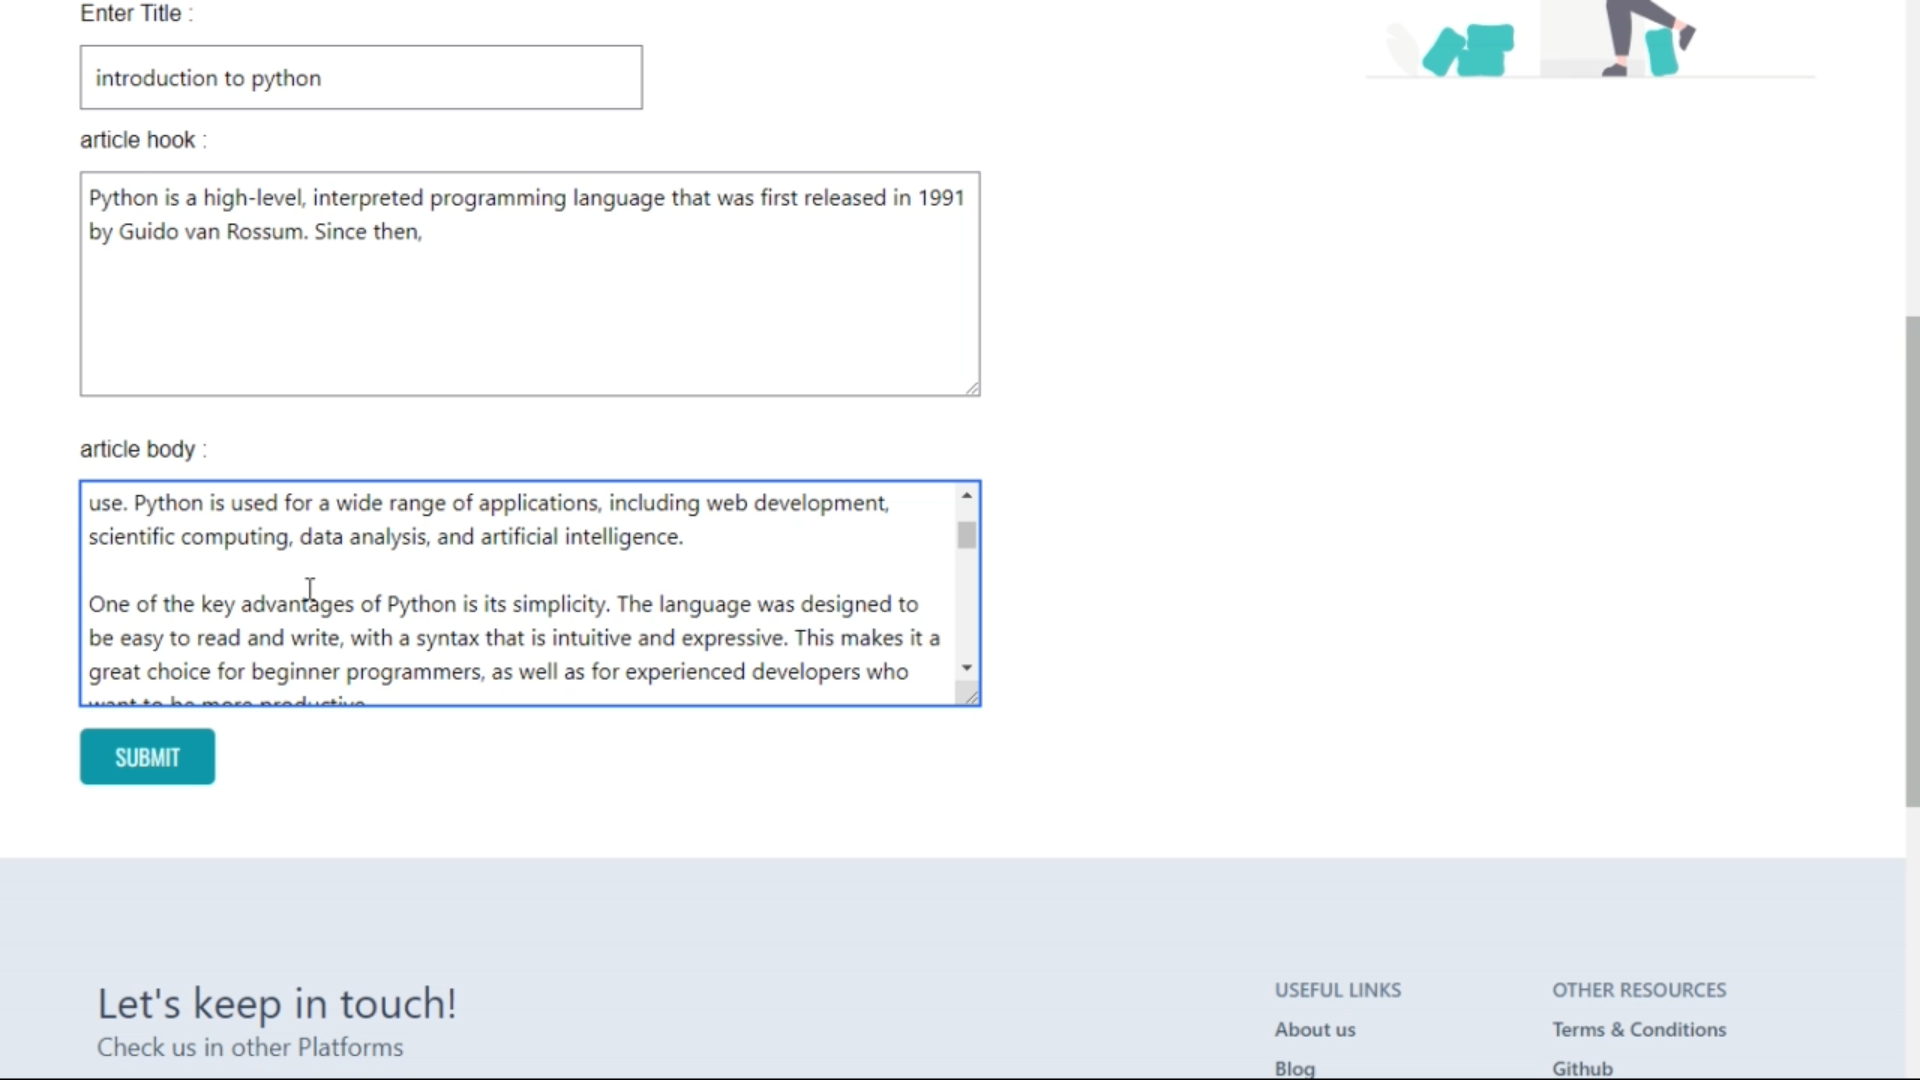 Enter Title :
introduction to python
article hook :
Python is a high-level, interpreted programming language that was first released in 1991
by Guido van Rossum. Since then,
article body :
use. Python is used for a wide range of applications, including web development,
scientific computing, data analysis, and artificial intelligence.
One of the key advantages of Python is its simplicity. The language was designed to
be easy to read and write, with a syntax that is intuitive and expressive. This makes it a
great choice for beginner programmers, as well as for experienced developers who
want to be more productive.
SUBMIT
Let's keep in touch!
Check us in other Platforms
USEFUL LINKS
About us
Blog
OTHER RESOURCES
Terms & Conditions
Github